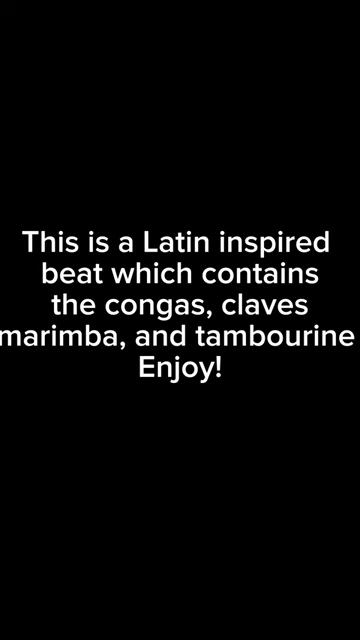 This is a Latin inspired
beat which contains
the congas, claves
marimba, and tambourine
Enjoy!